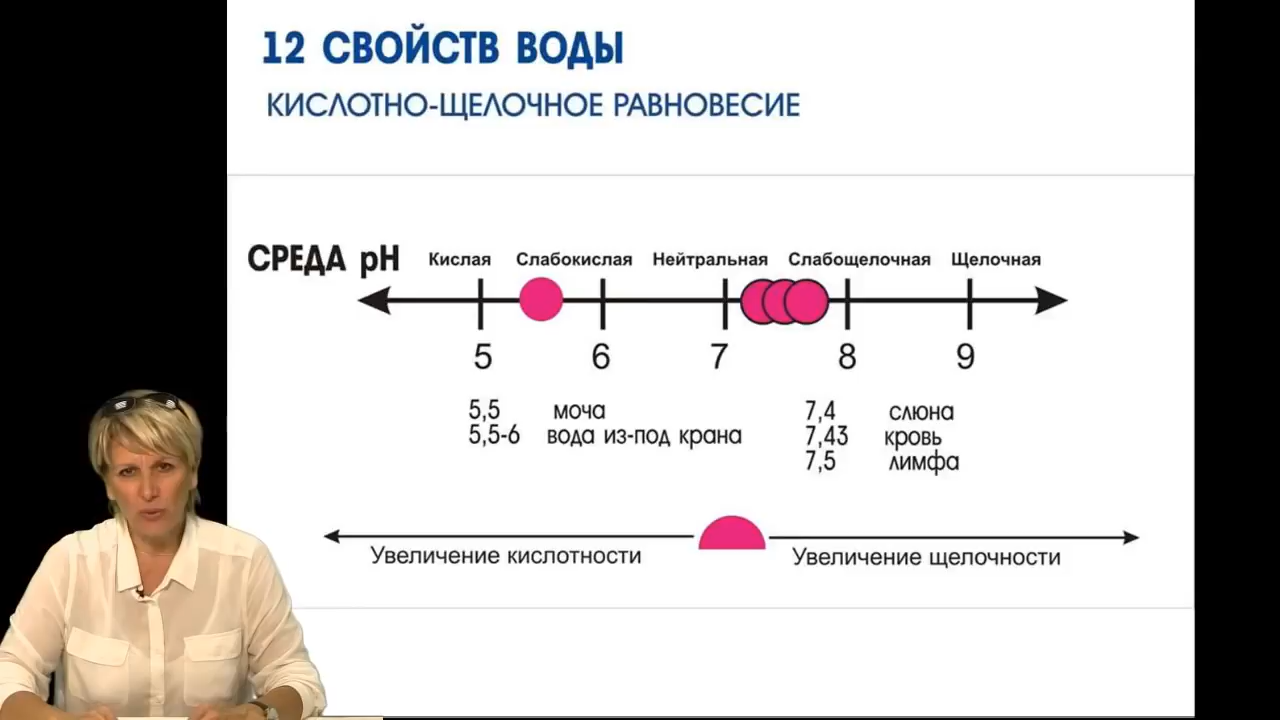 12 СВОЙСТВ ВОДЫ
КИСЛОТНО-ЩЕЛОЧНОЕ РАВНОВЕСИЕ
СРЕДА pH Кислая Слабокислая Нейтральная Слабощелочная Щелочная
5 6 7 8 9
5,5 моча
5,5-6 вода из-под крана
7,4 слюна
7,43 кровь
7,5 лимфа
Увеличение кислотности Увеличение щелочности